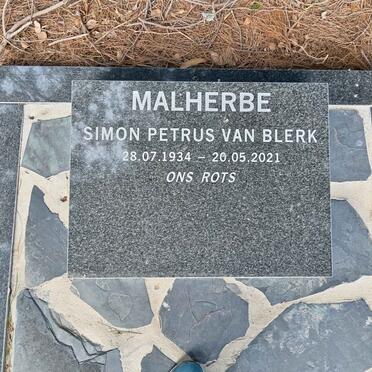 MALHERBE
SIMON PETRUS VAN BLERK
28.07.1934 – 20.05.2021
ONS ROTS